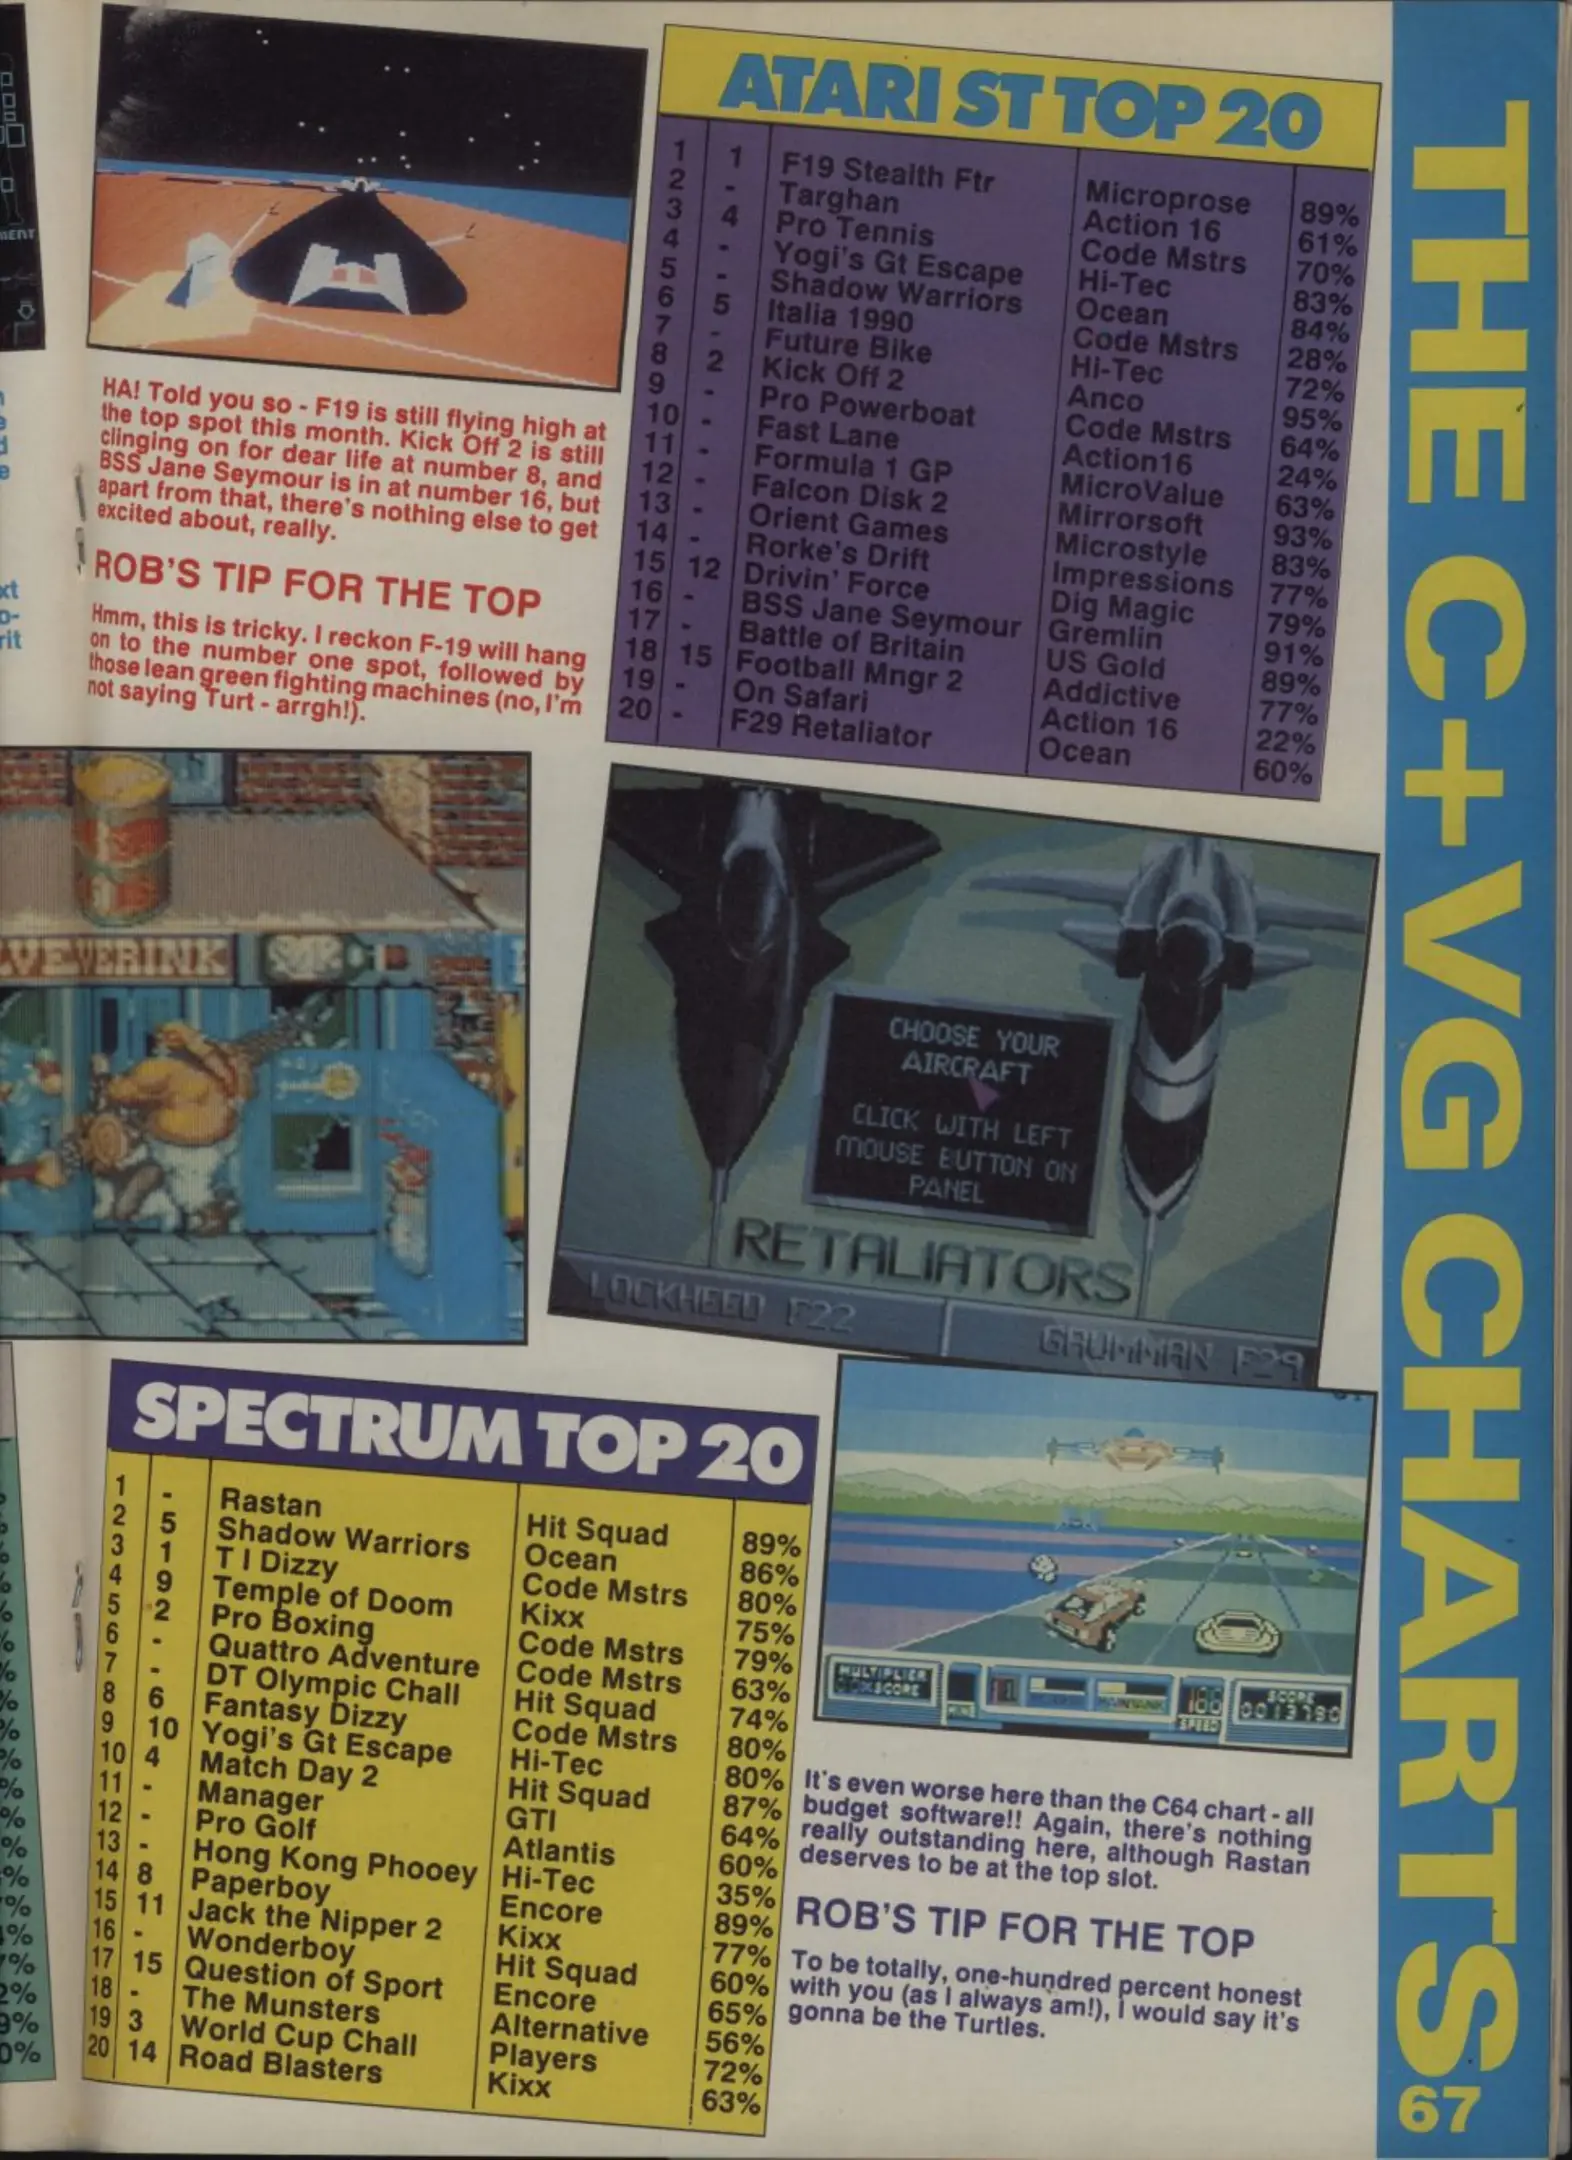 HA! Told you so - F19 is still flying high at
the top spot this month. Kick Off 2 is still
clinging on for dear life at number 8, and
BSS Jane Seymour is in at number 16, but
apart from that, there's nothing else to get
excited about, really.
ROB'S TIP FOR THE TOP
Hmm, this is tricky. I reckon F-19 will hang
on to the number one spot, followed by
those lean green fighting machines (no, I'm
not saying Turt - arrgh!).
ATARI ST TOP 20
1 1 F19 Stealth Ftr Microprose 89%
2 - Targhan Action 16 61%
3 4 Pro Tennis Code Mstrs 70%
4 - Yogi's Gt Escape Hi-Tec 83%
5 - Shadow Warriors Ocean 84%
6 5 Italia 1990 Code Mstrs 28%
7 - Future Bike Hi-Tec 72%
8 2 Kick Off 2 Anco 95%
9 - Pro Powerboat Code Mstrs 64%
10 - Fast Lane Action16 24%
11 - Formula 1 GP MicroValue 63%
12 - Falcon Disk 2 Mirrorsoft 93%
13 - Orient Games Microstyle 83%
14 - Rorke's Drift Impressions 77%
15 12 Drivin' Force Dig Magic 79%
16 - BSS Jane Seymour Gremlin 91%
17 - Battle of Britain US Gold 89%
18 15 Football Mngr 2 Addictive 77%
19 - On Safari Action 16 22%
20 - F29 Retaliator Ocean 60%
VERINK
CHOOSE YOUR
AIRCRAFT
CLICK WITH LEFT
MOUSE BUTTON ON
PANEL
RETALIATORS
LOCKHEED F22
GRUMMAN F29
SPECTRUM TOP 20
1 - Rastan Hit Squad 89%
2 5 Shadow Warriors Ocean 86%
3 1 T I Dizzy Code Mstrs 80%
4 9 Temple of Doom Kixx 75%
5 2 Pro Boxing Code Mstrs 79%
6 - Quattro Adventure Code Mstrs 63%
7 - DT Olympic Chall Hit Squad 74%
8 6 Fantasy Dizzy Code Mstrs 80%
9 10 Yogi's Gt Escape Hi-Tec 80%
10 4 Match Day 2 Hit Squad 87%
11 - Manager GTI 64%
12 - Pro Golf Atlantis 60%
13 - Hong Kong Phooey Hi-Tec 35%
14 8 Paperboy Encore 89%
15 11 Jack the Nipper 2 Kixx 77%
16 - Wonderboy Hit Squad 60%
17 15 Question of Sport Encore 65%
18 - The Munsters Alternative 56%
19 3 World Cup Chall Players 72%
20 14 Road Blasters Kixx 63%
MULTIPLIER
SCORE
SPEED
SCORE
0013780
It's even worse here than the C64 chart - all
budget software!! Again, there's nothing
really outstanding here, although Rastan
deserves to be at the top slot.
ROB'S TIP FOR THE TOP
To be totally, one-hundred percent honest
with you (as I always am!), I would say it's
gonna be the Turtles.
THE C+VG CHARTS
67